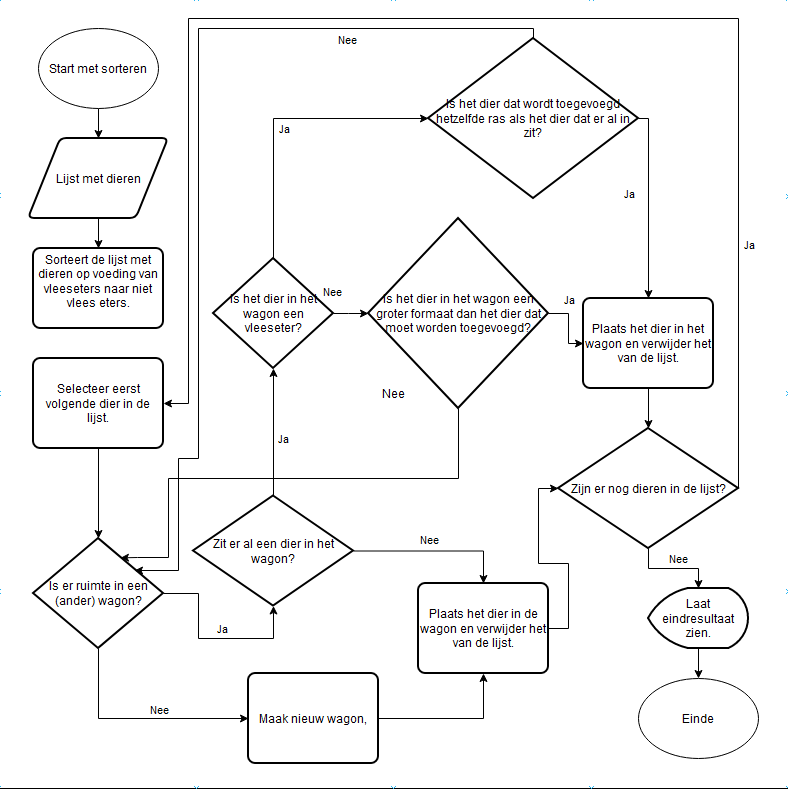 Start met sorteren
Lijst met dieren
Sorteert de lijst met
dieren op voeding van
vleeseters naar niet
vlees eters.
Selecteer eerst
volgende dier in de
lijst.
Is er ruimte in een
(ander) wagon?
Ja
Nee
Maak nieuw wagon,
Zit er al een dier in het
wagon?
Ja
Nee
Is het dier in het
wagon een
vleeseter?
Ja
Nee
Is het dier dat wordt toegevoegd
hetzelfde ras als het dier dat er al in
zit?
Nee
Ja
Is het dier in het wagon een
groter formaat dan het dier dat
moet worden toegevoegd?
Ja
Nee
Plaats het dier in het
wagon en verwijder het
van de lijst.
Plaats het dier in de
wagon en verwijder het
van de lijst.
Zijn er nog dieren in de lijst?
Ja
Nee
Laat
eindresultaat
zien.
Einde